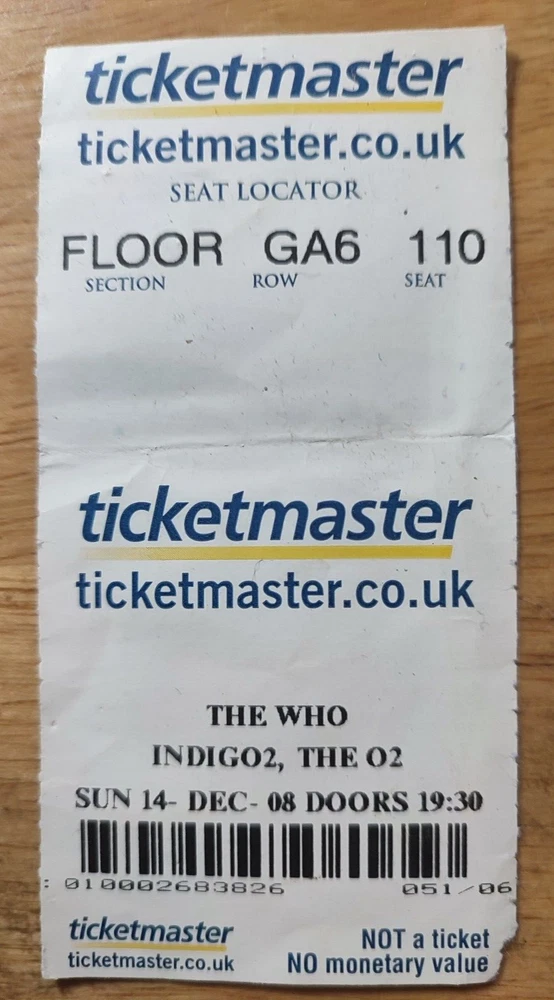 ticketmaster
ticketmaster.co.uk
SEAT LOCATOR
FLOOR GA6 110
SECTION ROW SEAT
ticketmaster
ticketmaster.co.uk
THE WHO
INDIGO2, THE O2
SUN 14- DEC- 08 DOORS 19:30
: 010002683826 051/06
ticketmaster
ticketmaster.co.uk
NOT a ticket
NO monetary value